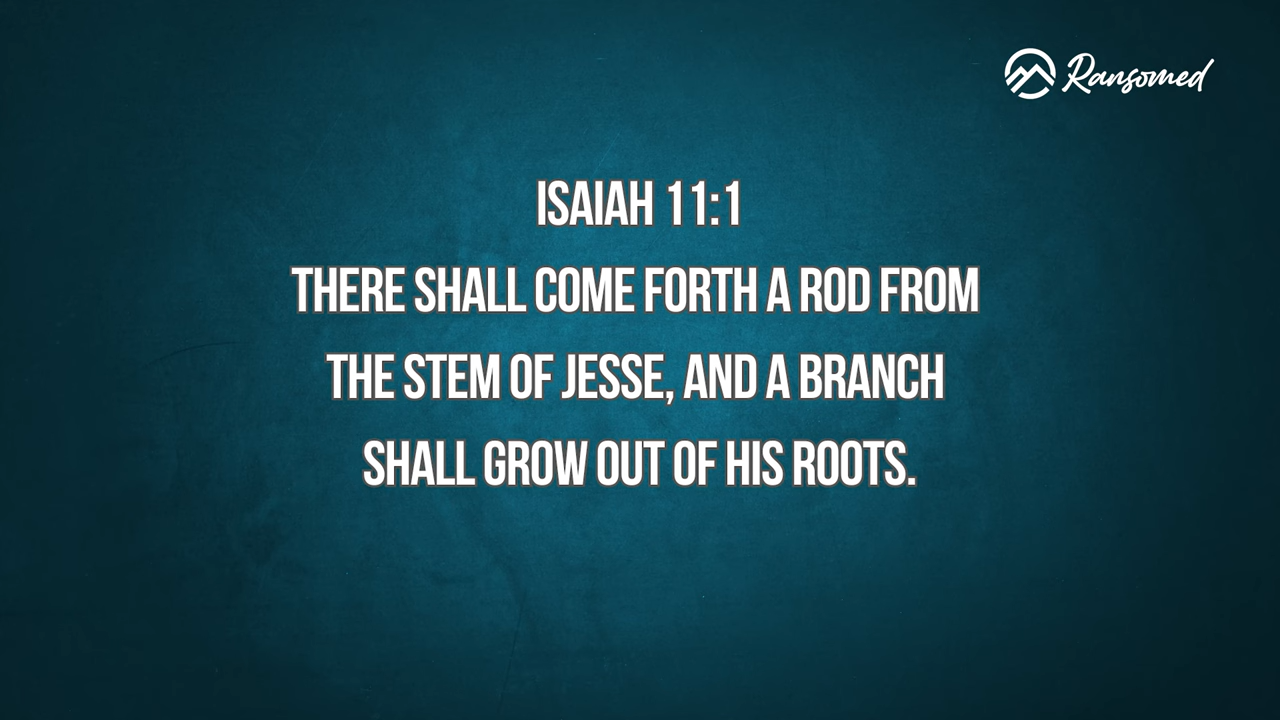 Ransomed
ISAIAH 11:1
THERE SHALL COME FORTH A ROD FROM
THE STEM OF JESSE, AND A BRANCH
SHALL GROW OUT OF HIS ROOTS.